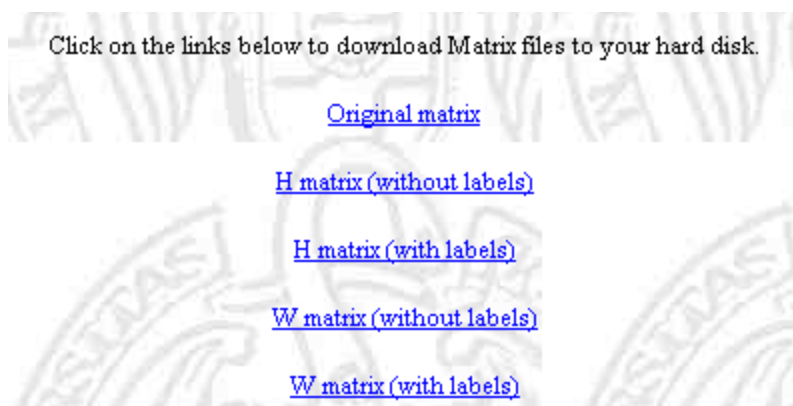 Click on the links below to download Matrix files to your hard disk.
Original matrix
H matrix (without labels)
H matrix (with labels)
W matrix (without labels)
W matrix (with labels)